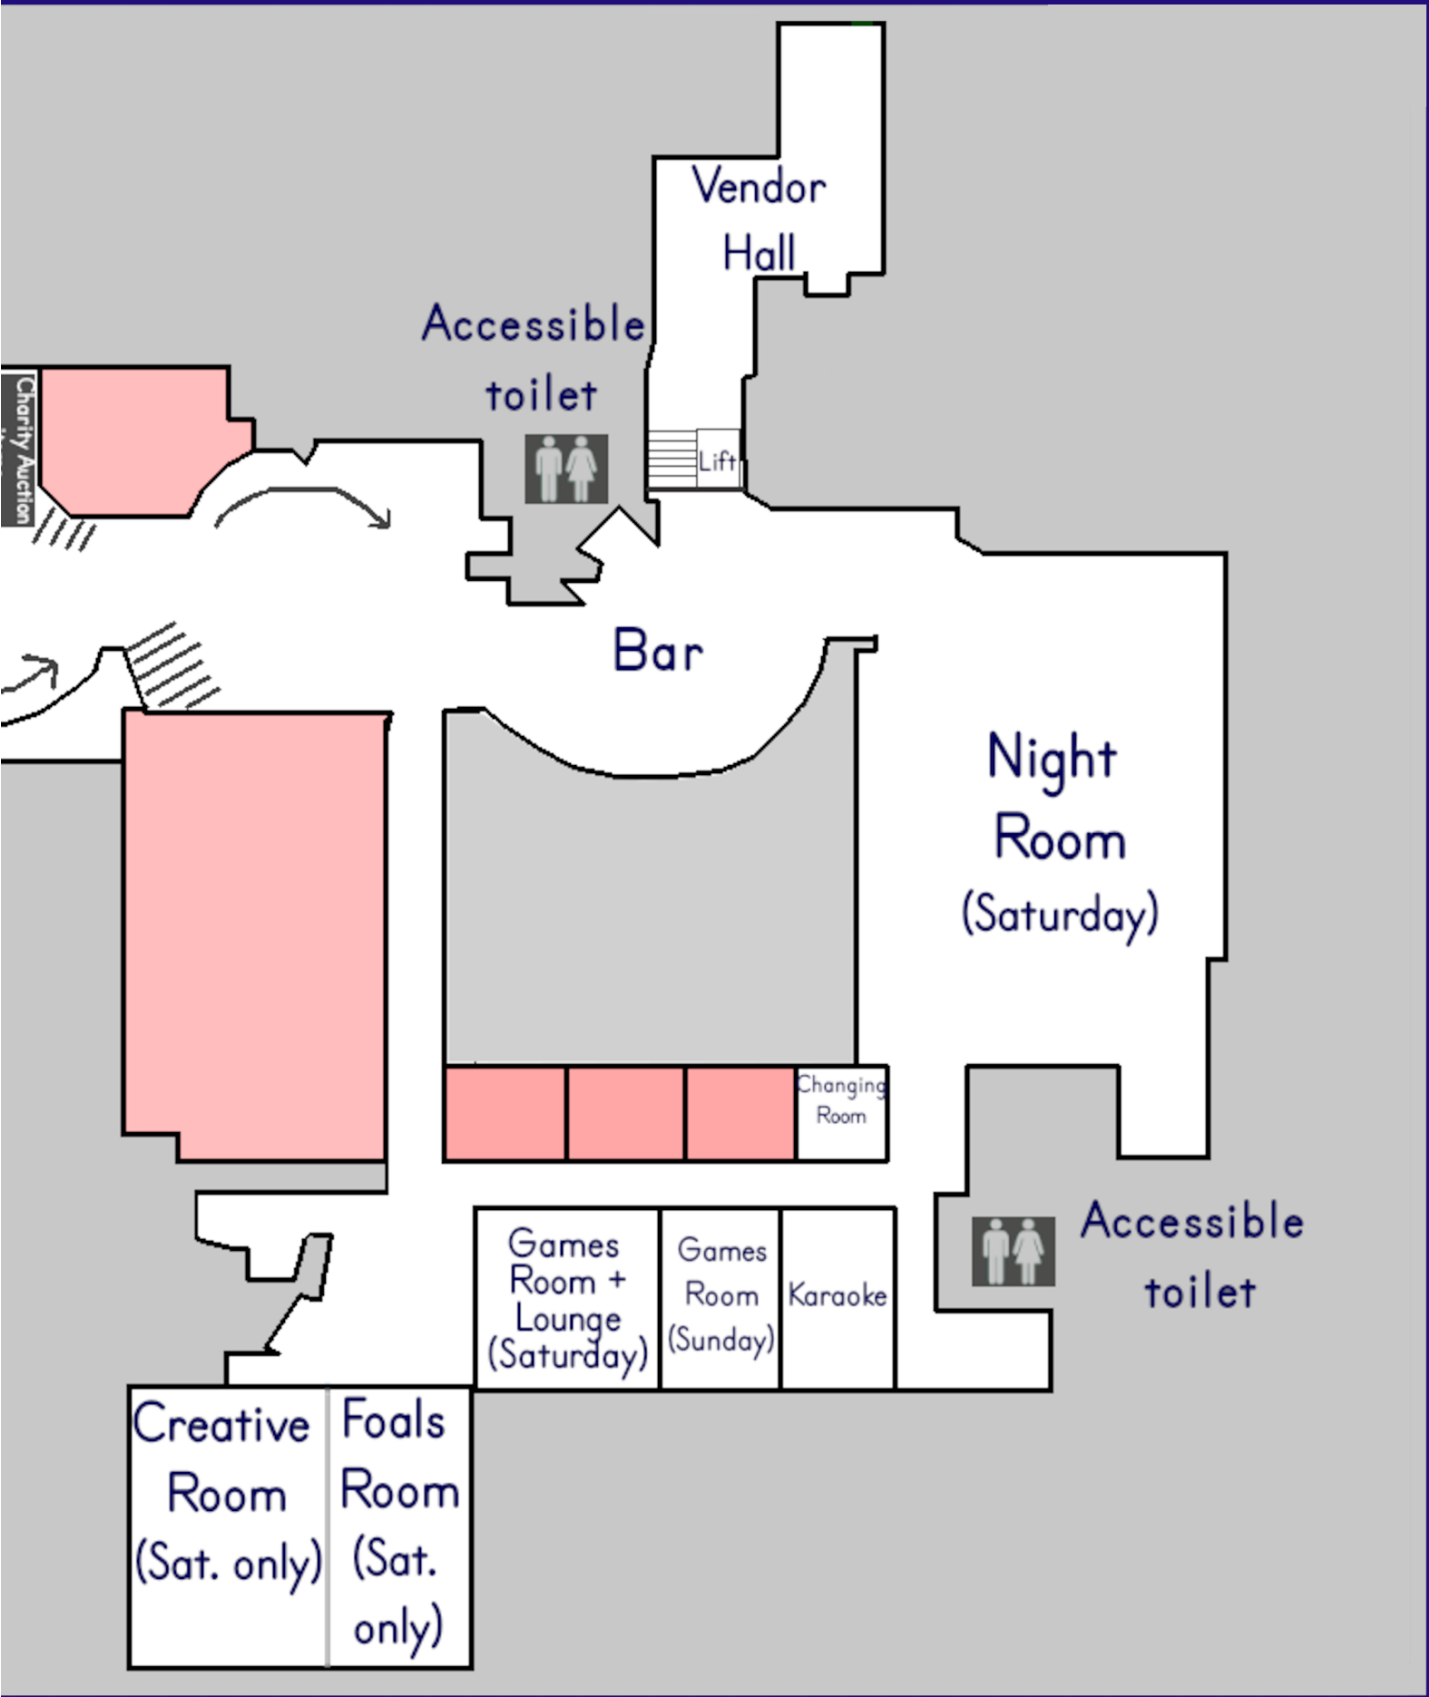 Vendor
Hall
Accessible
toilet
Charity Auction
Lift
Bar
Night
Room
(Saturday)
Changing
Room
Accessible
toilet
Games
Room +
Lounge
(Saturday)
Games
Room
(Sunday)
Karaoke
Creative
Room
(Sat. only)
Foals
Room
(Sat.
only)